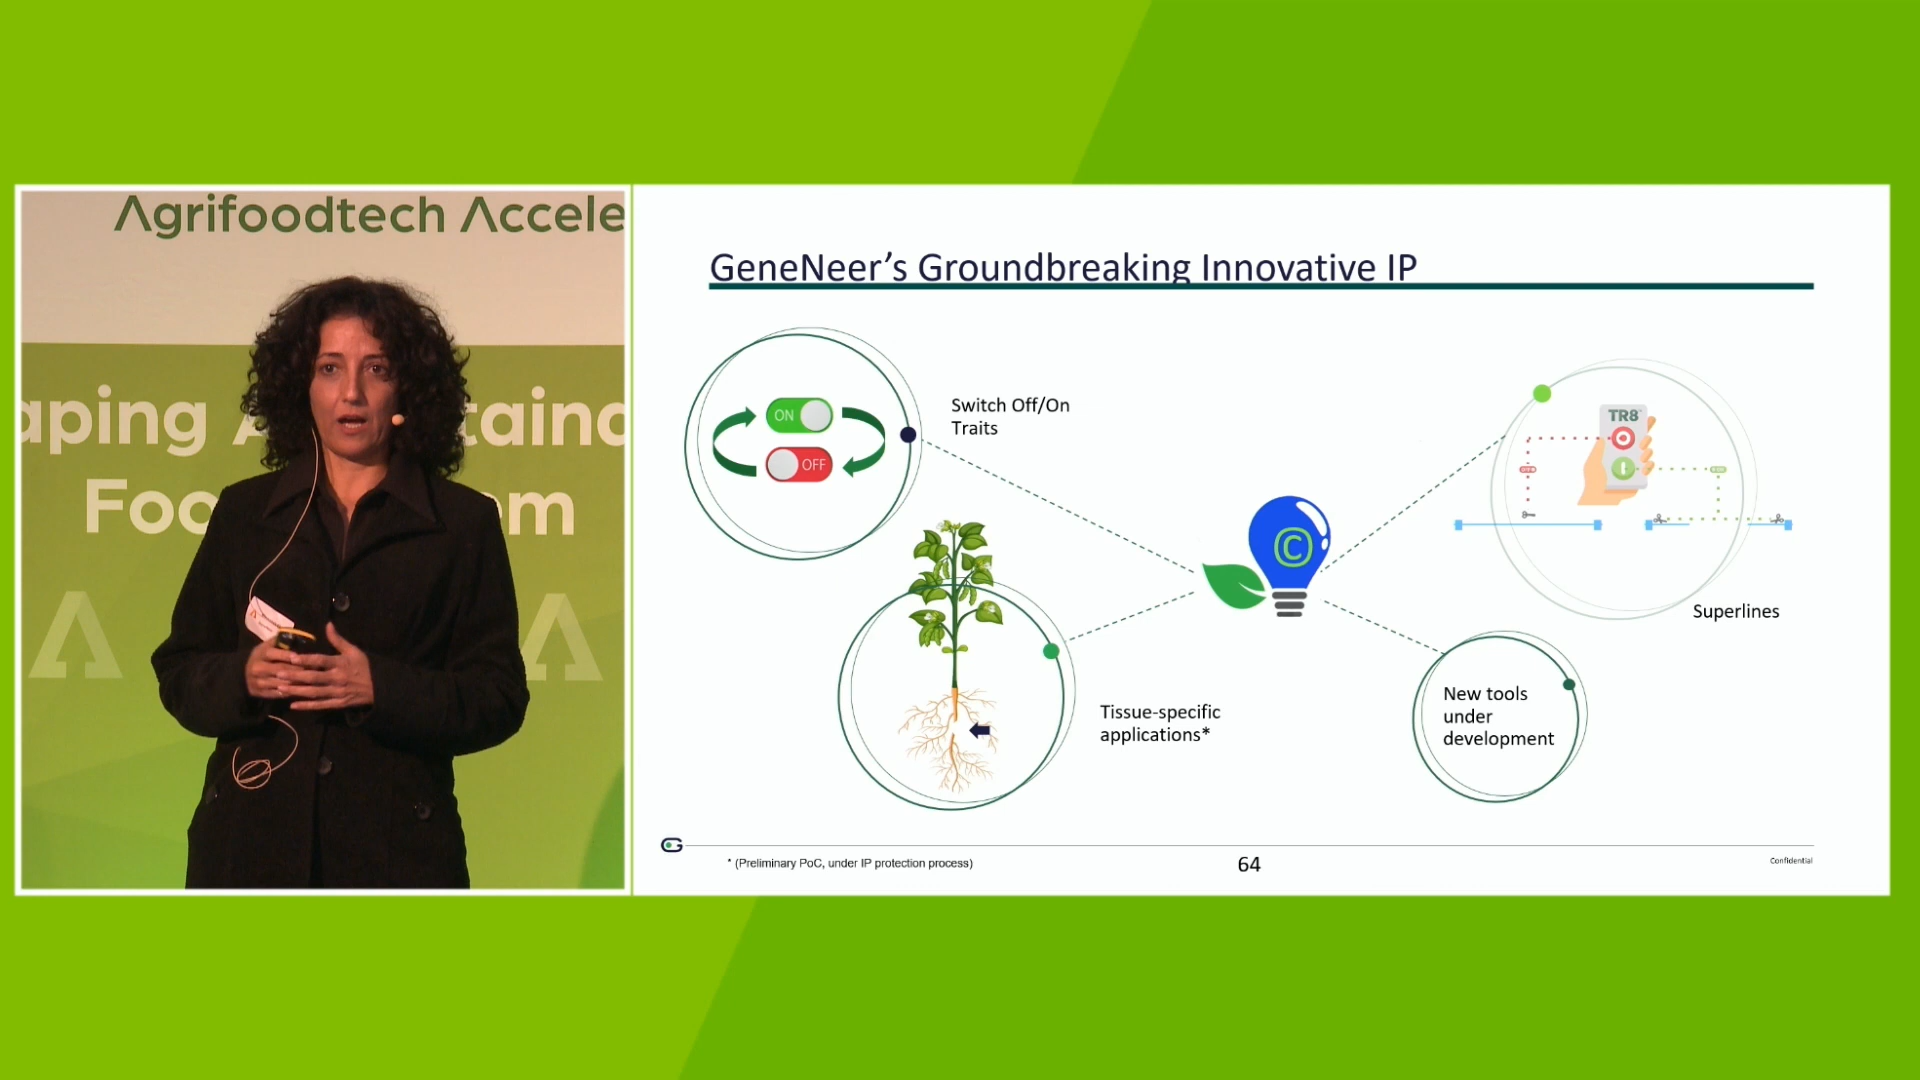 Agrifoodtech Accele
aping A tain
Foo m
GeneNeer’s Groundbreaking Innovative IP
ON
OFF
Switch Off/On
Traits
©
TR8
Superlines
Tissue-specific
applications*
New tools
under
development
* (Preliminary PoC, under IP protection process)
64
Confidential